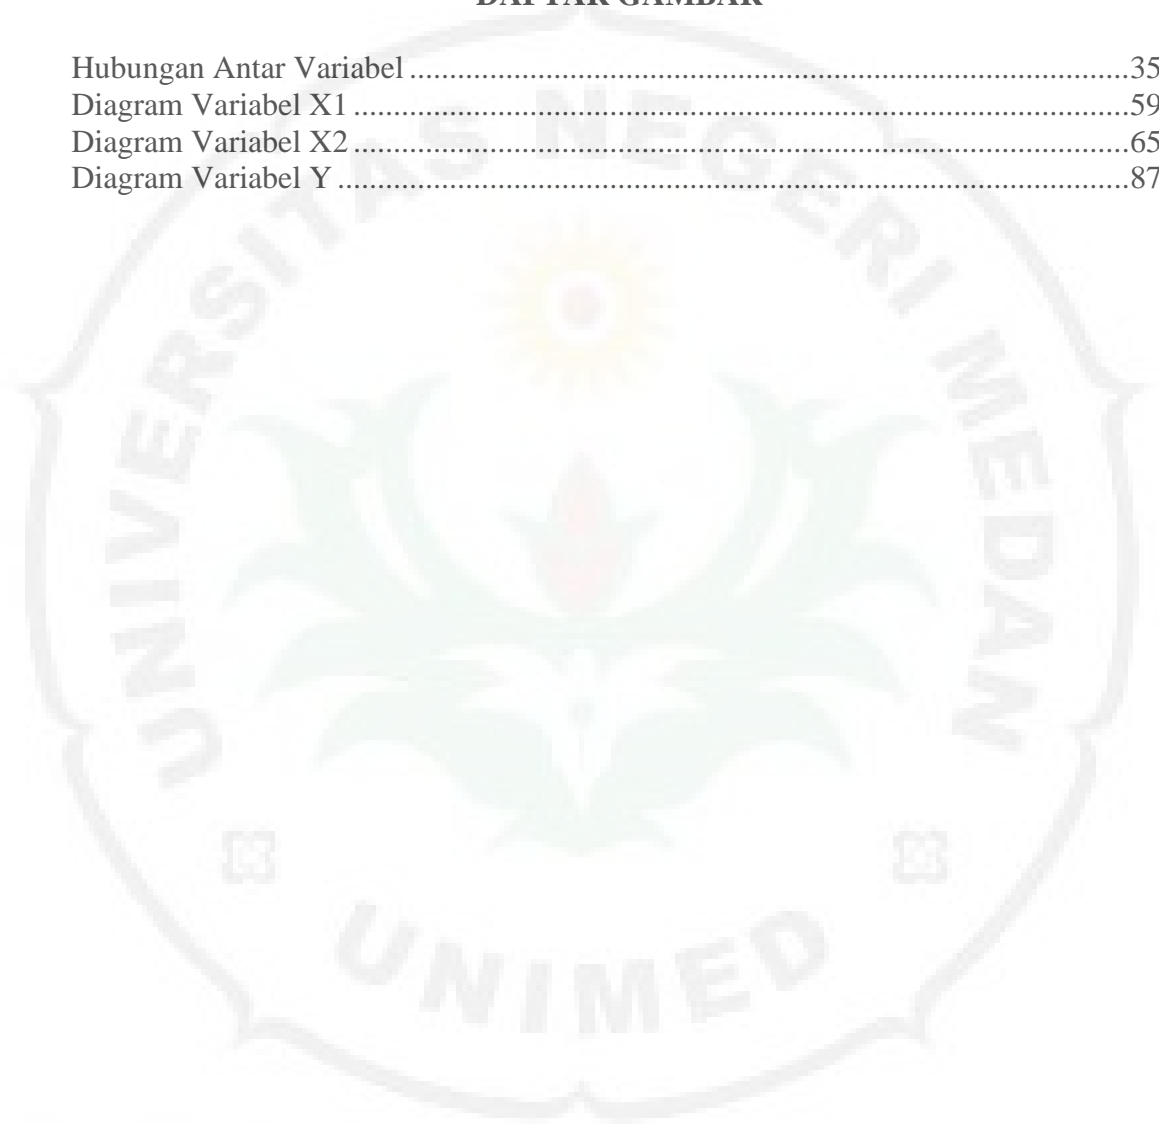 DAFTAR GAMBAR
Hubungan Antar Variabel ........................................................................................ 35
Diagram Variabel X1 ............................................................................................... 59
Diagram Variabel X2 ............................................................................................... 65
Diagram Variabel Y ................................................................................................. 87
UNIVERSITAS NEGERI MEDAN
UNIMED